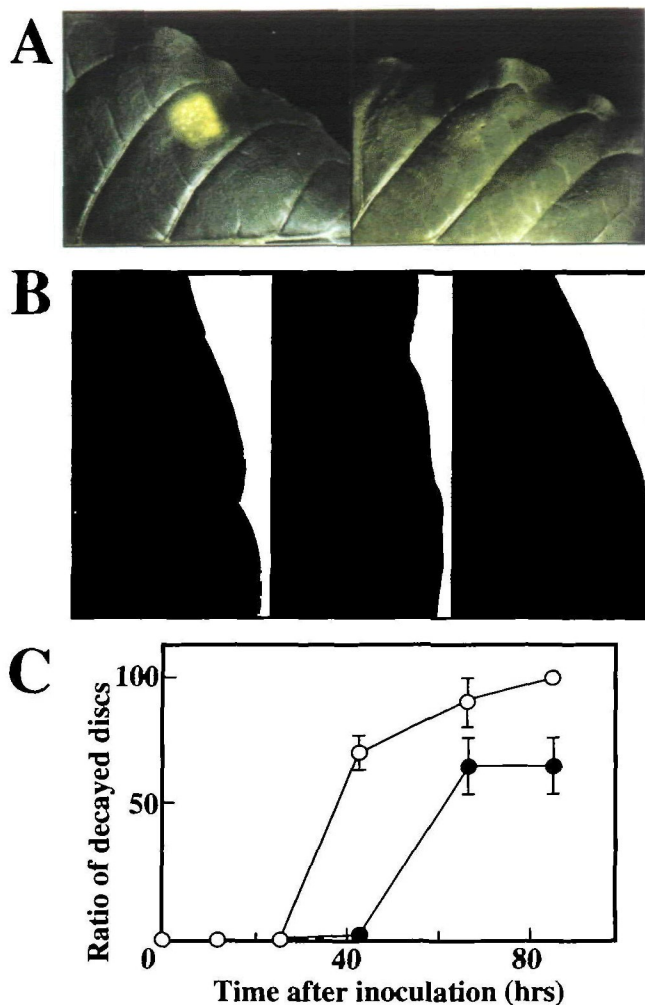 A
B
C
Ratio of decayed discs
100
50
0
40
80
Time after inoculation (hrs)